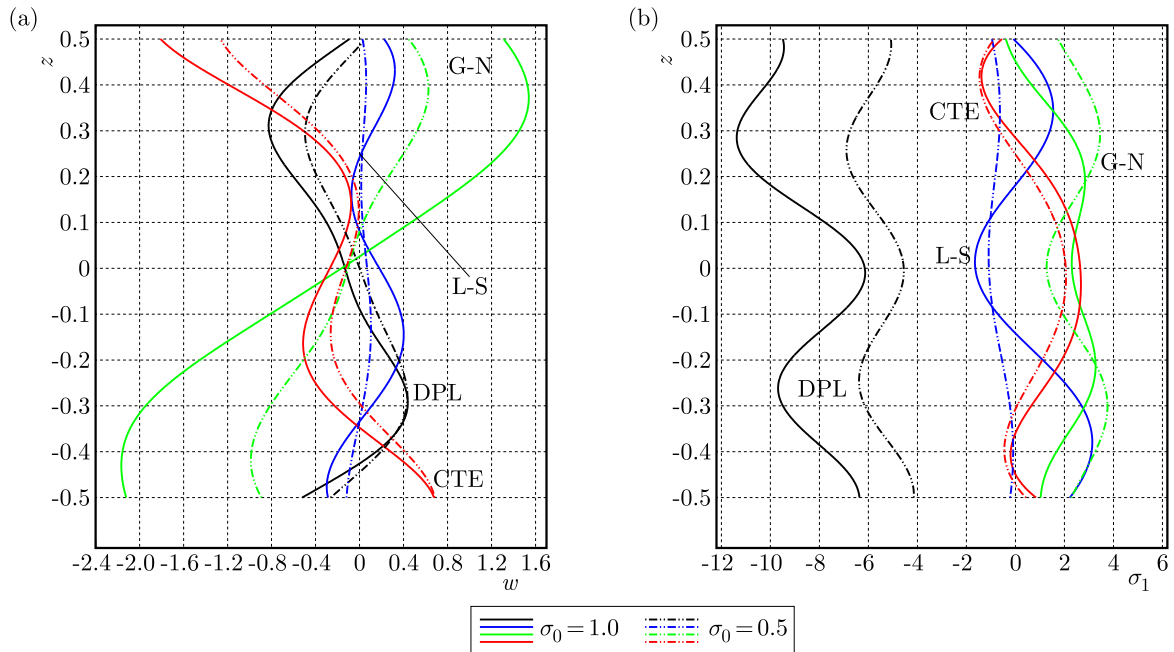 (a)
z
0.5
0.4
0.3
0.2
0.1
0
-0.1
-0.2
-0.3
-0.4
-0.5
G-N
L-S
DPL
CTE
-2.4 -2.0 -1.6 -1.2 -0.8 -0.4 0 0.4 0.8 1.2 1.6
w
(b)
z
0.5
0.4
0.3
0.2
0.1
0
-0.1
-0.2
-0.3
-0.4
-0.5
CTE
G-N
L-S
DPL
-12 -10 -8 -6 -4 -2 0 2 4 6
σ₁
σ₀ = 1.0 σ₀ = 0.5